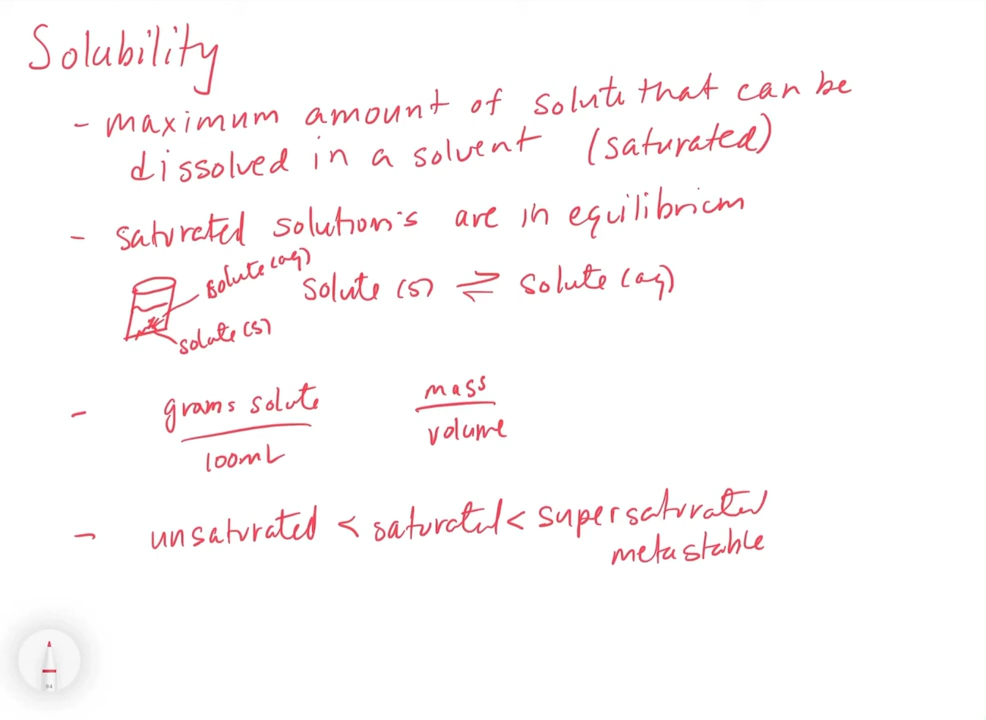 Solubility
- maximum amount of solute that can be
dissolved in a solvent (saturated)
- saturated solution's are in equilibrium
solute (aq)
solute (s) ⇌ solute (aq)
solute (s)
- grams solute / 100mL mass / volume
- unsaturated < saturated < supersaturated
metastable